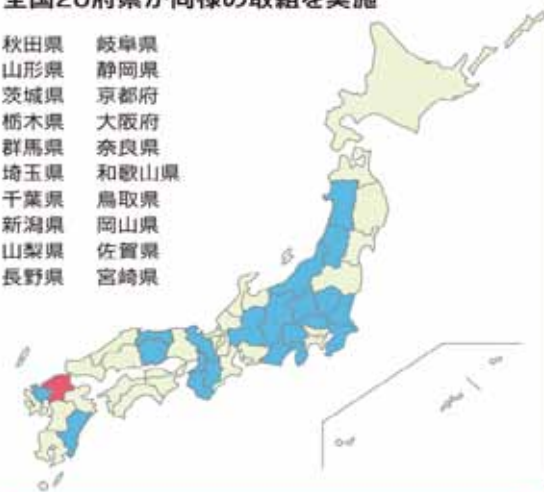 全国20府県が同様の取組を実施
秋田県 岐阜県
山形県 静岡県
茨城県 京都府
栃木県 大阪府
群馬県 奈良県
埼玉県 和歌山県
千葉県 鳥取県
新潟県 岡山県
山梨県 佐賀県
長野県 宮崎県